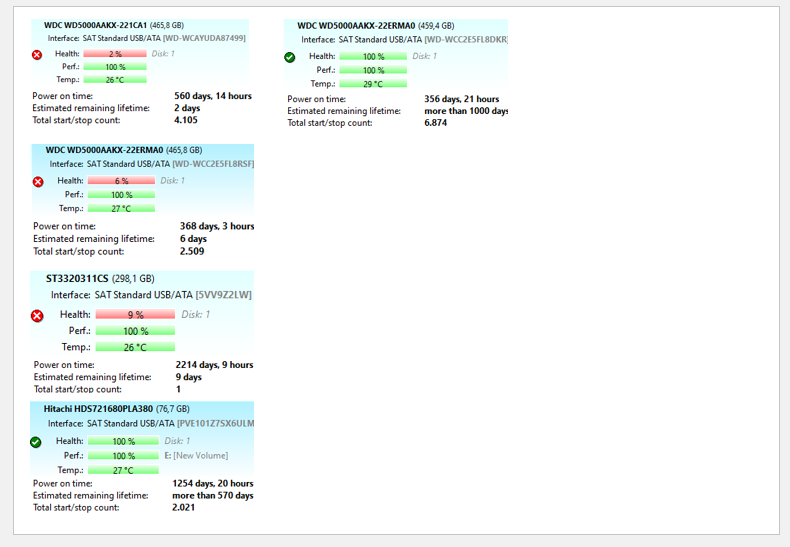 WDC WD5000AAKX-221CA1 (465,8 GB)
Interface: SAT Standard USB/ATA [WD-WCAYUDA87499]
Health: 2 % Disk: 1
Perf.: 100 %
Temp.: 26 °C
Power on time: 560 days, 14 hours
Estimated remaining lifetime: 2 days
Total start/stop count: 4.105
WDC WD5000AAKX-22ERMA0 (459,4 GB)
Interface: SAT Standard USB/ATA [WD-WCC2E5FL8DKR]
Health: 100 % Disk: 1
Perf.: 100 %
Temp.: 29 °C
Power on time: 356 days, 21 hours
Estimated remaining lifetime: more than 1000 days
Total start/stop count: 6.874
WDC WD5000AAKX-22ERMA0 (465,8 GB)
Interface: SAT Standard USB/ATA [WD-WCC2E5FL8RSF]
Health: 6 % Disk: 1
Perf.: 100 %
Temp.: 27 °C
Power on time: 368 days, 3 hours
Estimated remaining lifetime: 6 days
Total start/stop count: 2.509
ST3320311CS (298,1 GB)
Interface: SAT Standard USB/ATA [5VV9Z2LW]
Health: 9 % Disk: 1
Perf.: 100 %
Temp.: 26 °C
Power on time: 2214 days, 9 hours
Estimated remaining lifetime: 9 days
Total start/stop count: 1
Hitachi HDS721680PLA380 (76,7 GB)
Interface: SAT Standard USB/ATA [PVE101Z7SX6ULM
Health: 100 % Disk: 1
Perf.: 100 % E: [New Volume]
Temp.: 27 °C
Power on time: 1254 days, 20 hours
Estimated remaining lifetime: more than 570 days
Total start/stop count: 2.021